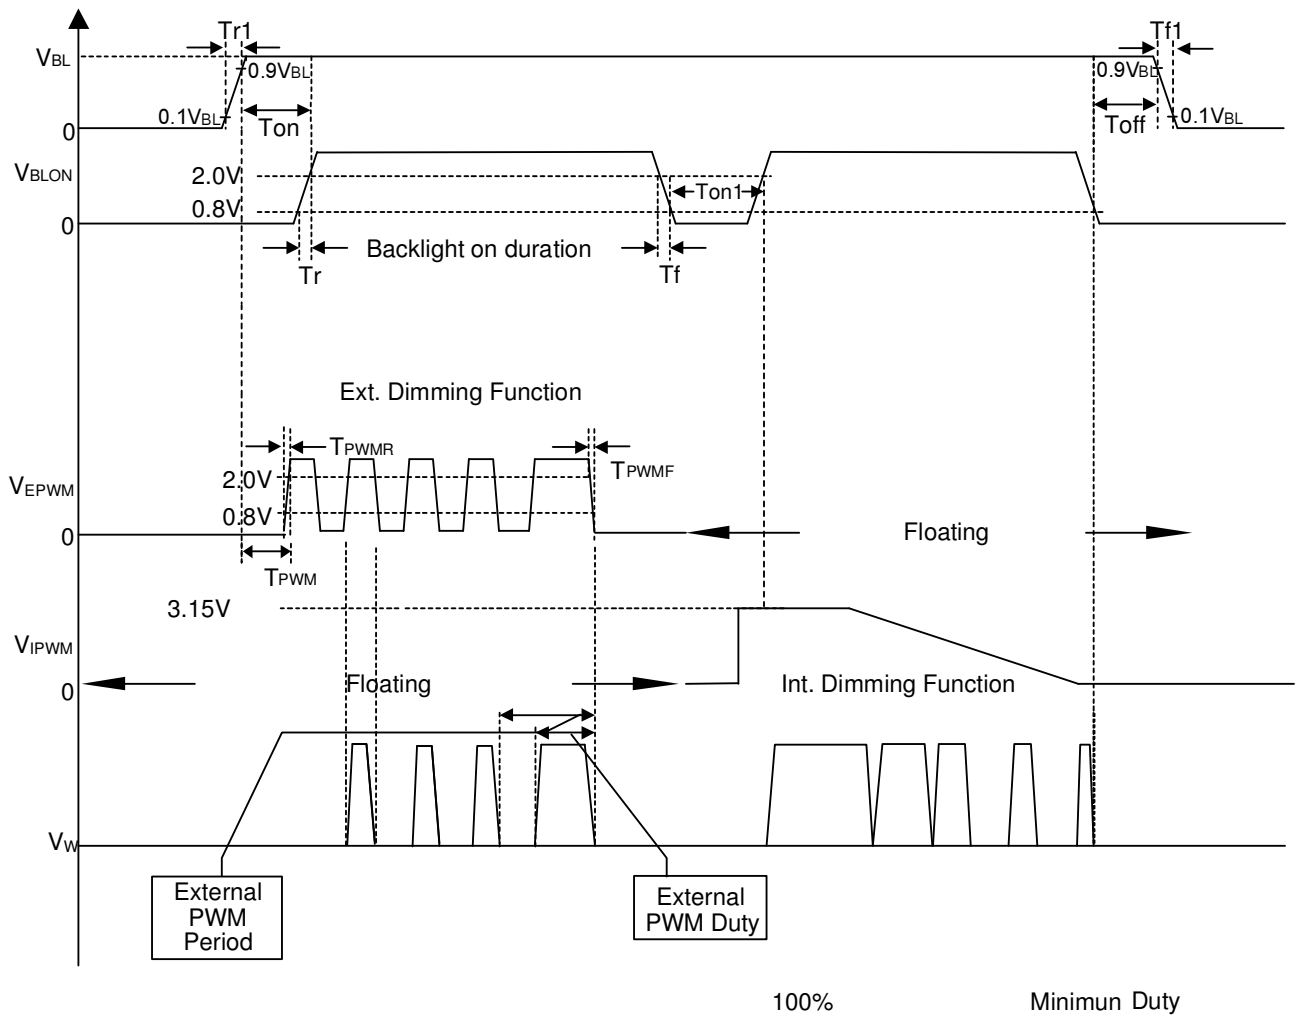 Tr1
Tf1
VBL
0.9VBL
0.9VBL
0.1VBL
0.1VBL
0
Ton
Toff
VBLON
2.0V
Ton1
0.8V
0
Backlight on duration
Tr
Tf
Ext. Dimming Function
TPWMR
TPWMF
2.0V
VEPWM
0.8V
0
Floating
TPWM
3.15V
VIPWM
0
Floating
Int. Dimming Function
VW
External
PWM
Period
External
PWM Duty
100%
Minimun Duty